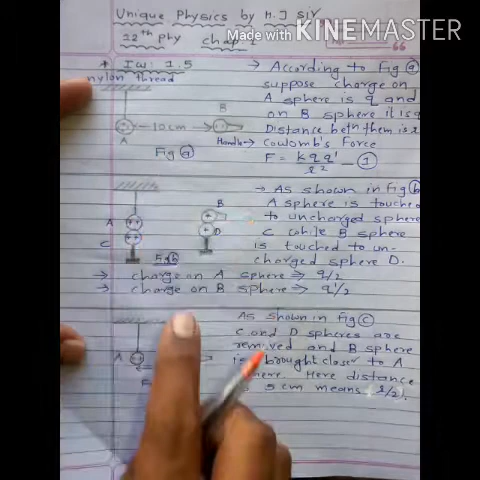 Unique Physics by H.J Sir
12th phy chap-1
Made with KINEMASTER
66
* Iw: 1.5
nylon thread
→ According to Fig (a)
suppose charge on
A sphere is q and
on B sphere it is q
Distance betn them is r
Coulomb's Force
F = kqq'/r² — (1)
B
10cm
A
Handle
Fig (a)
→ As shown in Fig (b)
A sphere is touched
to uncharged sphere
C while B sphere
is touched to un-
charged sphere D.
A
C
B
D
Fig (b)
→ charge on A sphere ⇒ q/2
→ charge on B sphere ⇒ q'/2
As shown in Fig (c)
C and D spheres are
removed and B sphere
is brought closer to A
Here distance
5cm means r/2.
A
F